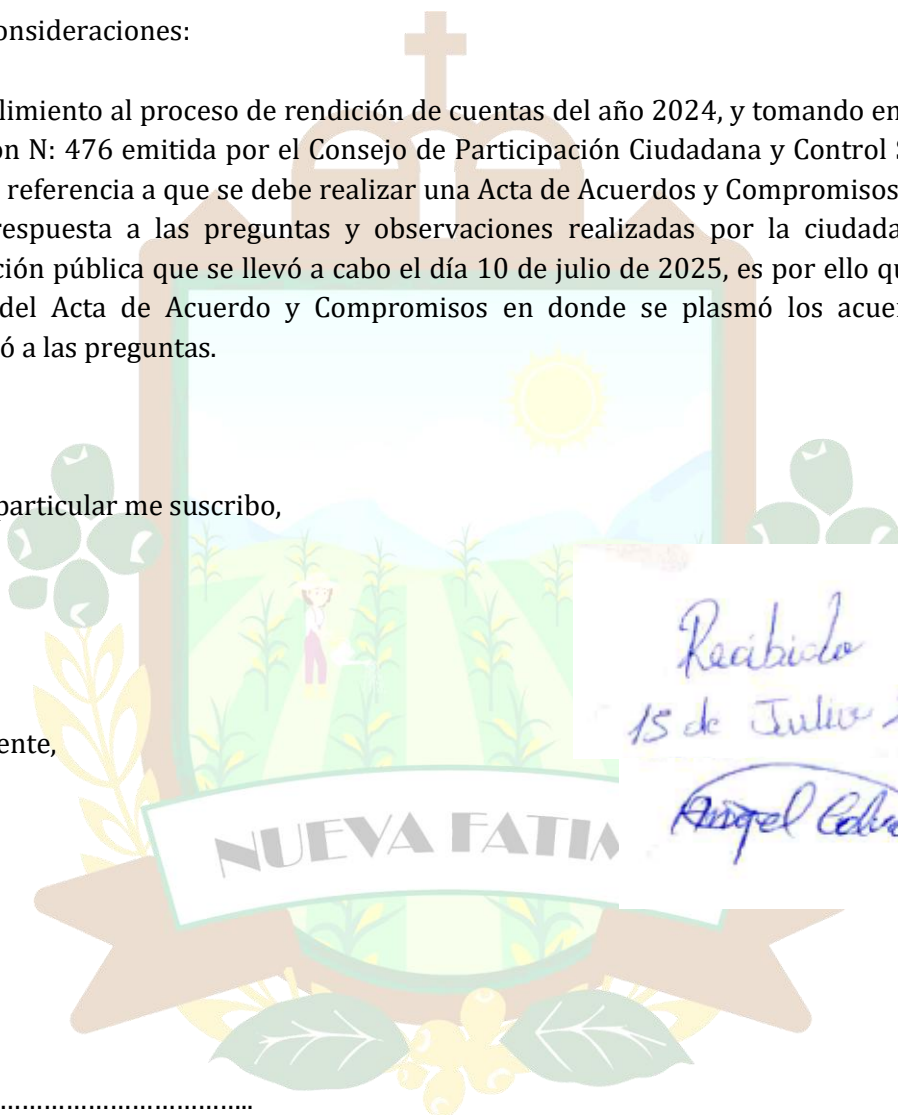 onsideraciones:
limiento al proceso de rendición de cuentas del año 2024, y tomando en
on N: 476 emitida por el Consejo de Participación Ciudadana y Control S
referencia a que se debe realizar una Acta de Acuerdos y Compromisos
respuesta a las preguntas y observaciones realizadas por la ciudada
ción pública que se llevó a cabo el día 10 de julio de 2025, es por ello qu
del Acta de Acuerdo y Compromisos en donde se plasmó los acuer
ó a las preguntas.
particular me suscribo,
Recibido
15 de Julio
ente,
Angel
NUEVA FATIM